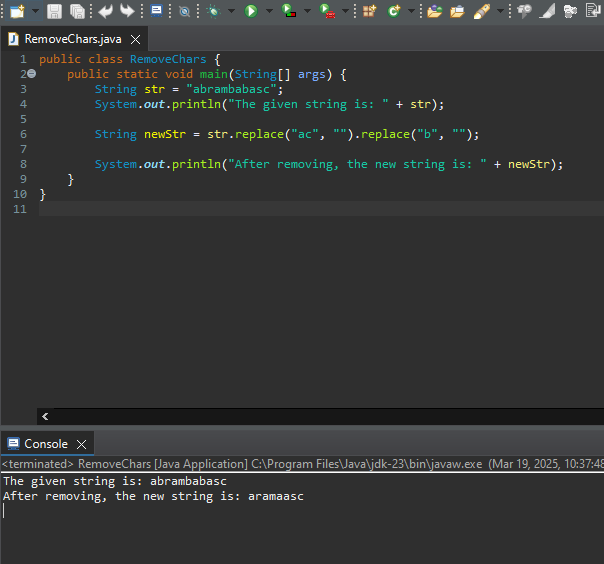 RemoveChars.java
1 public class RemoveChars {
2 public static void main(String[] args) {
3 String str = "abrambabasc";
4 System.out.println("The given string is: " + str);
5
6 String newStr = str.replace("ac", "").replace("b", "");
7
8 System.out.println("After removing, the new string is: " + newStr);
9 }
10 }
11
Console
<terminated> RemoveChars [Java Application] C:\Program Files\Java\jdk-23\bin\javaw.exe (Mar 19, 2025, 10:37:48
The given string is: abrambabasc
After removing, the new string is: aramaasc